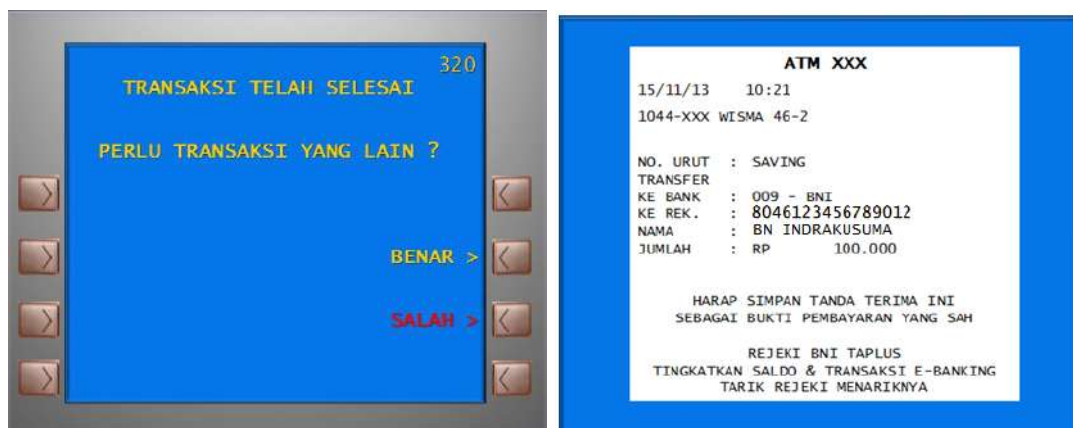 320
TRANSAKSI TELAH SELESAI
PERLU TRANSAKSI YANG LAIN ?
BENAR >
SALAH >
ATM XXX
15/11/13 10:21
1044-XXX WISMA 46-2
NO. URUT : SAVING
TRANSFER
KE BANK : 009 - BNI
KE REK. : 8046123456789012
NAMA : BN INDRAKUSUMA
JUMLAH : RP 100.000
HARAP SIMPAN TANDA TERIMA INI
SEBAGAI BUKTI PEMBAYARAN YANG SAH
REJEKI BNI TAPLUS
TINGKATKAN SALDO & TRANSAKSI E-BANKING
TARIK REJEKI MENARIKNYA